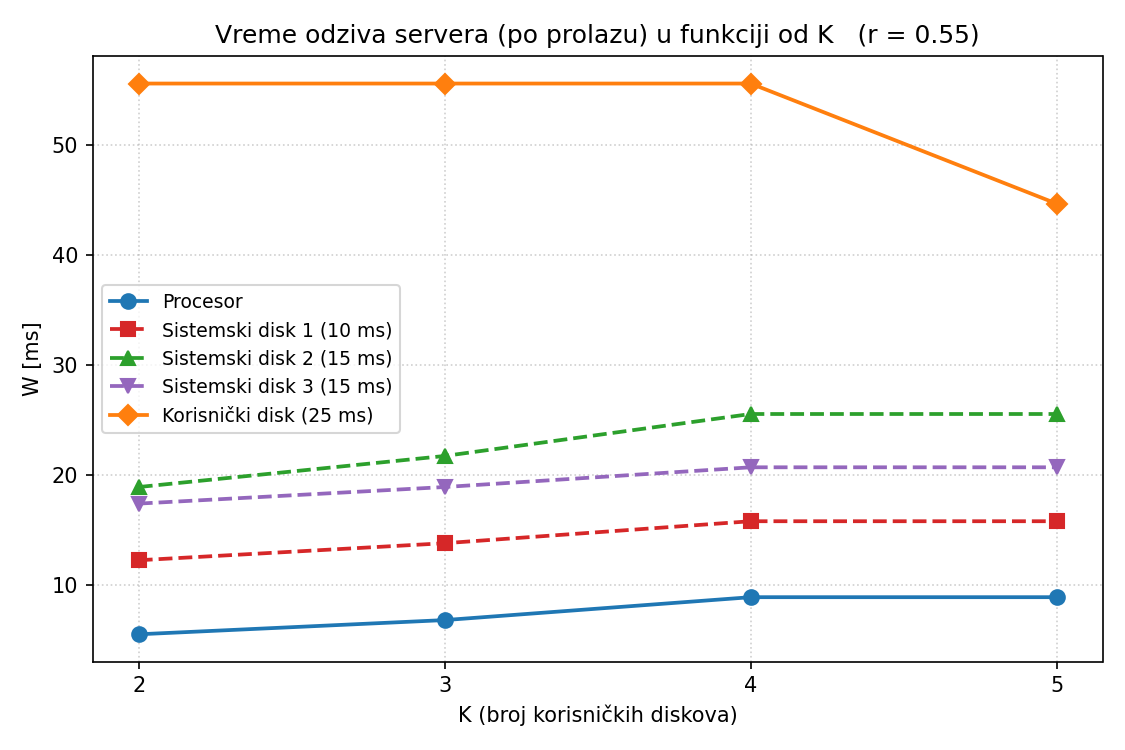 Vreme odziva servera (po prolazu) u funkciji od K (r = 0.55)
W [ms]
50
40
30
20
10
Procesor
Sistemski disk 1 (10 ms)
Sistemski disk 2 (15 ms)
Sistemski disk 3 (15 ms)
Korisnički disk (25 ms)
2 3 4 5
K (broj korisničkih diskova)